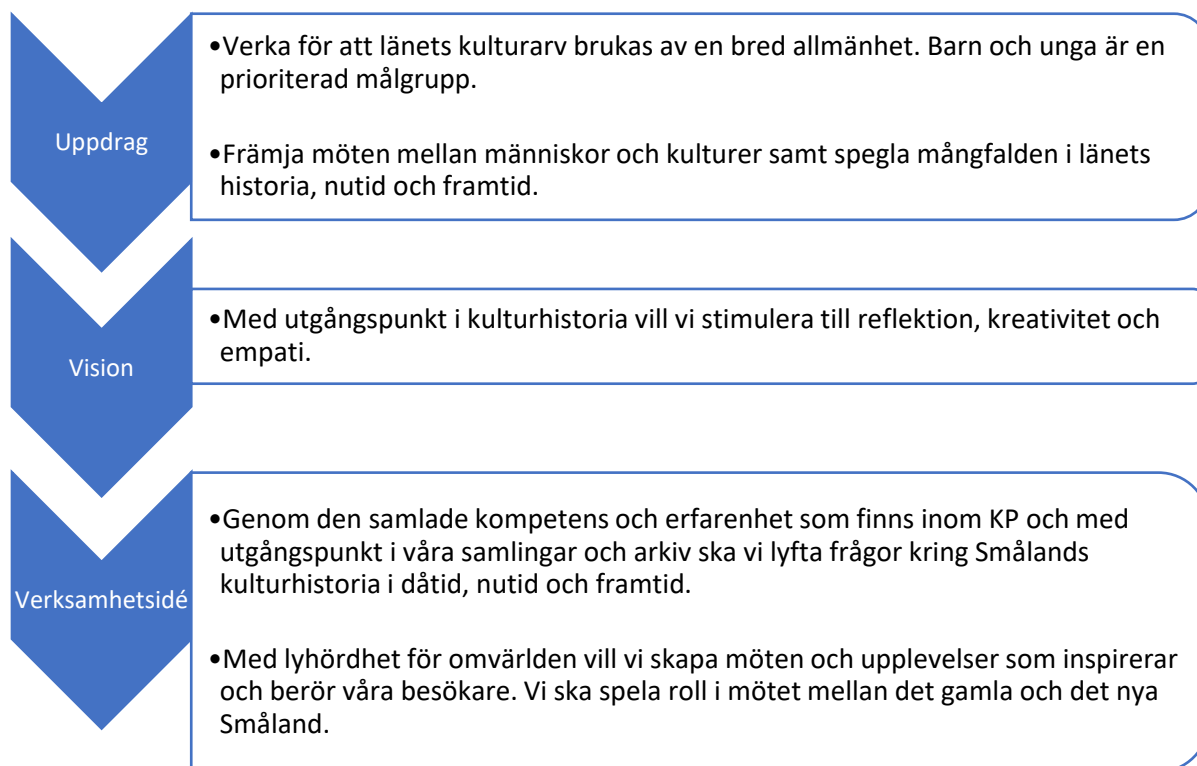 Uppdrag
•Verka för att länets kulturarv brukas av en bred allmänhet. Barn och unga är en
prioriterad målgrupp.
•Främja möten mellan människor och kulturer samt spegla mångfalden i länets
historia, nutid och framtid.
Vision
•Med utgångspunkt i kulturhistoria vill vi stimulera till reflektion, kreativitet och
empati.
Verksamhetsidé
•Genom den samlade kompetens och erfarenhet som finns inom KP och med
utgångspunkt i våra samlingar och arkiv ska vi lyfta frågor kring Smålands
kulturhistoria i dåtid, nutid och framtid.
•Med lyhördhet för omvärlden vill vi skapa möten och upplevelser som inspirerar
och berör våra besökare. Vi ska spela roll i mötet mellan det gamla och det nya
Småland.